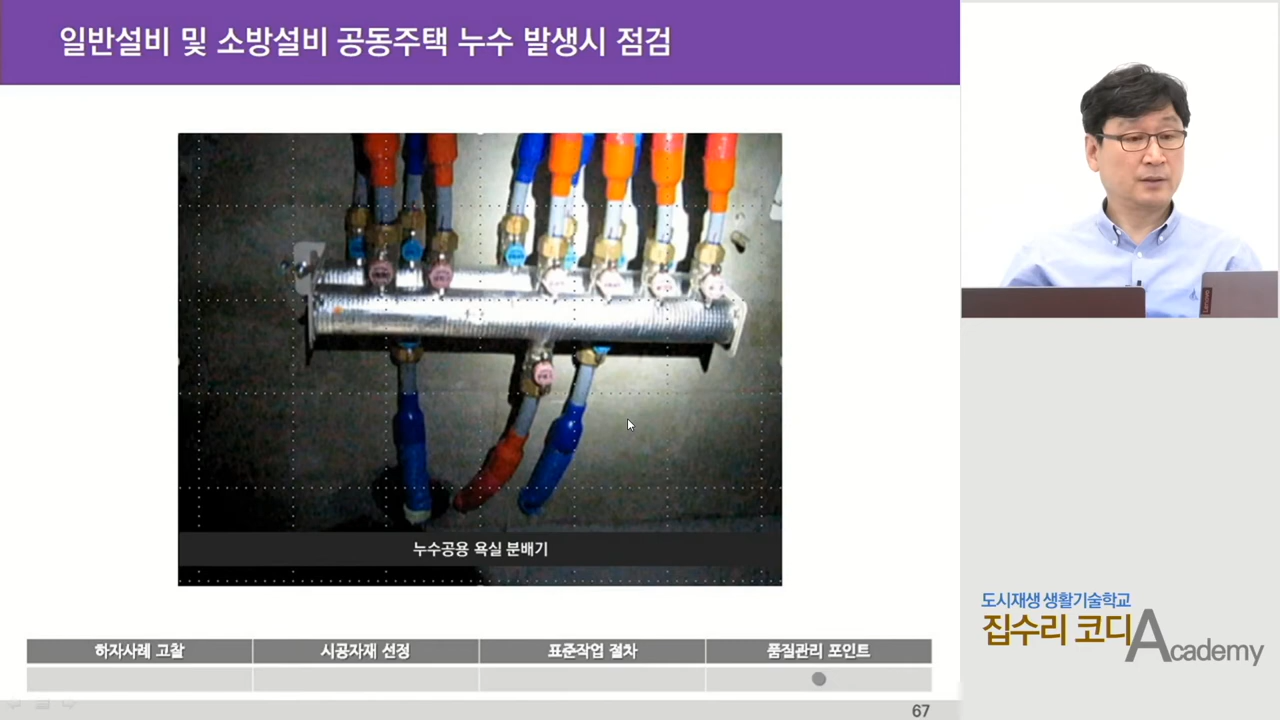 일반설비 및 소방설비 공동주택 누수 발생시 점검
누수공용 욕실 분배기
하자사례 고찰
시공자재 선정
표준작업 절차
품질관리 포인트
67
Lenovo
도시재생 생활기술학교
집수리 코디Academy